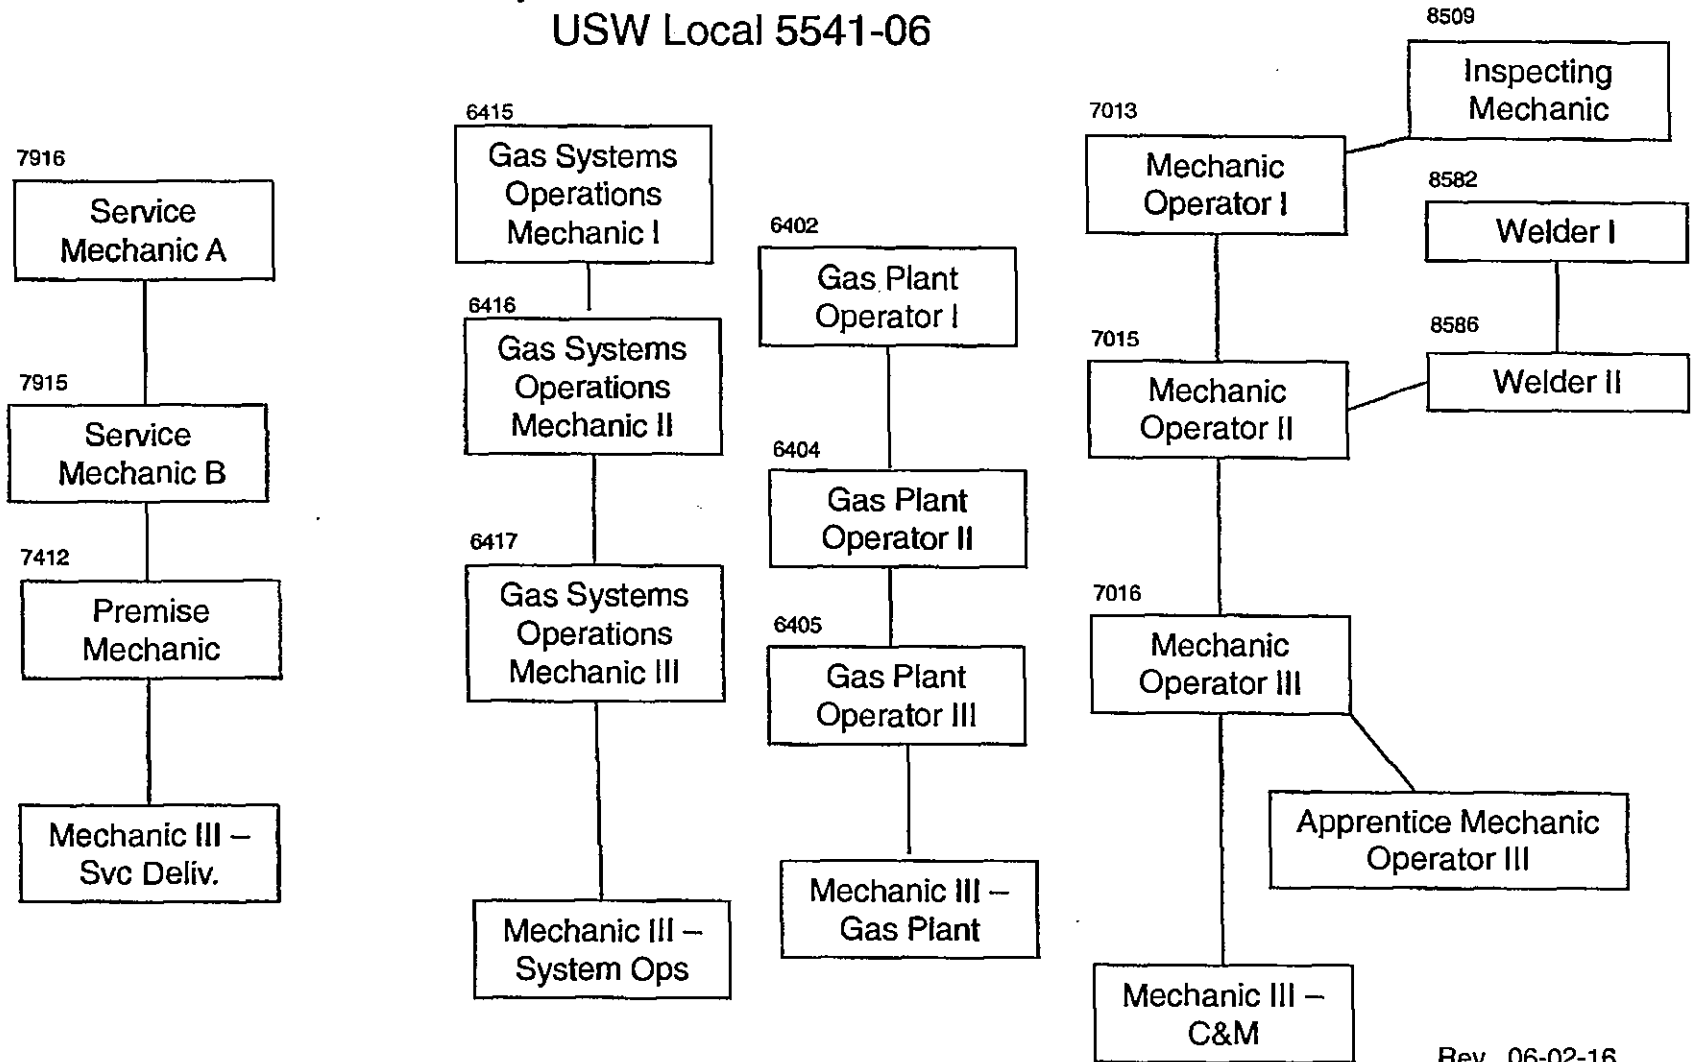 USW Local 5541-06
7916
Service
Mechanic A
7915
Service
Mechanic B
7412
Premise
Mechanic
Mechanic III –
Svc Deliv.
6415
Gas Systems
Operations
Mechanic I
6416
Gas Systems
Operations
Mechanic II
6417
Gas Systems
Operations
Mechanic III
Mechanic III –
System Ops
6402
Gas Plant
Operator I
6404
Gas Plant
Operator II
6405
Gas Plant
Operator III
Mechanic III –
Gas Plant
7013
Mechanic
Operator I
7015
Mechanic
Operator II
7016
Mechanic
Operator III
Apprentice Mechanic
Operator III
Mechanic III –
C&M
8509
Inspecting
Mechanic
8582
Welder I
8586
Welder II
Rev. 06-02-16